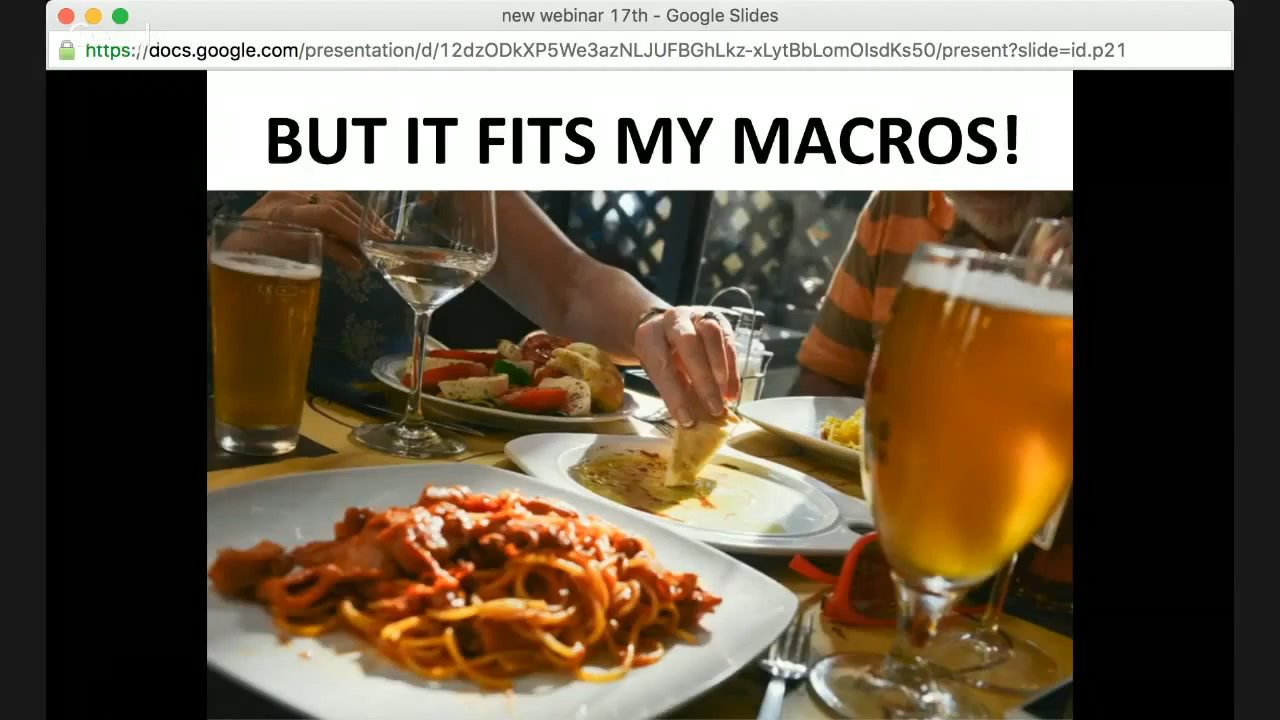 new webinar 17th - Google Slides
https://docs.google.com/presentation/d/12dzODkXP5We3azNLJUFBGhLkz-xLytBbLomOIsdKs50/present?slide=id.p21
BUT IT FITS MY MACROS!